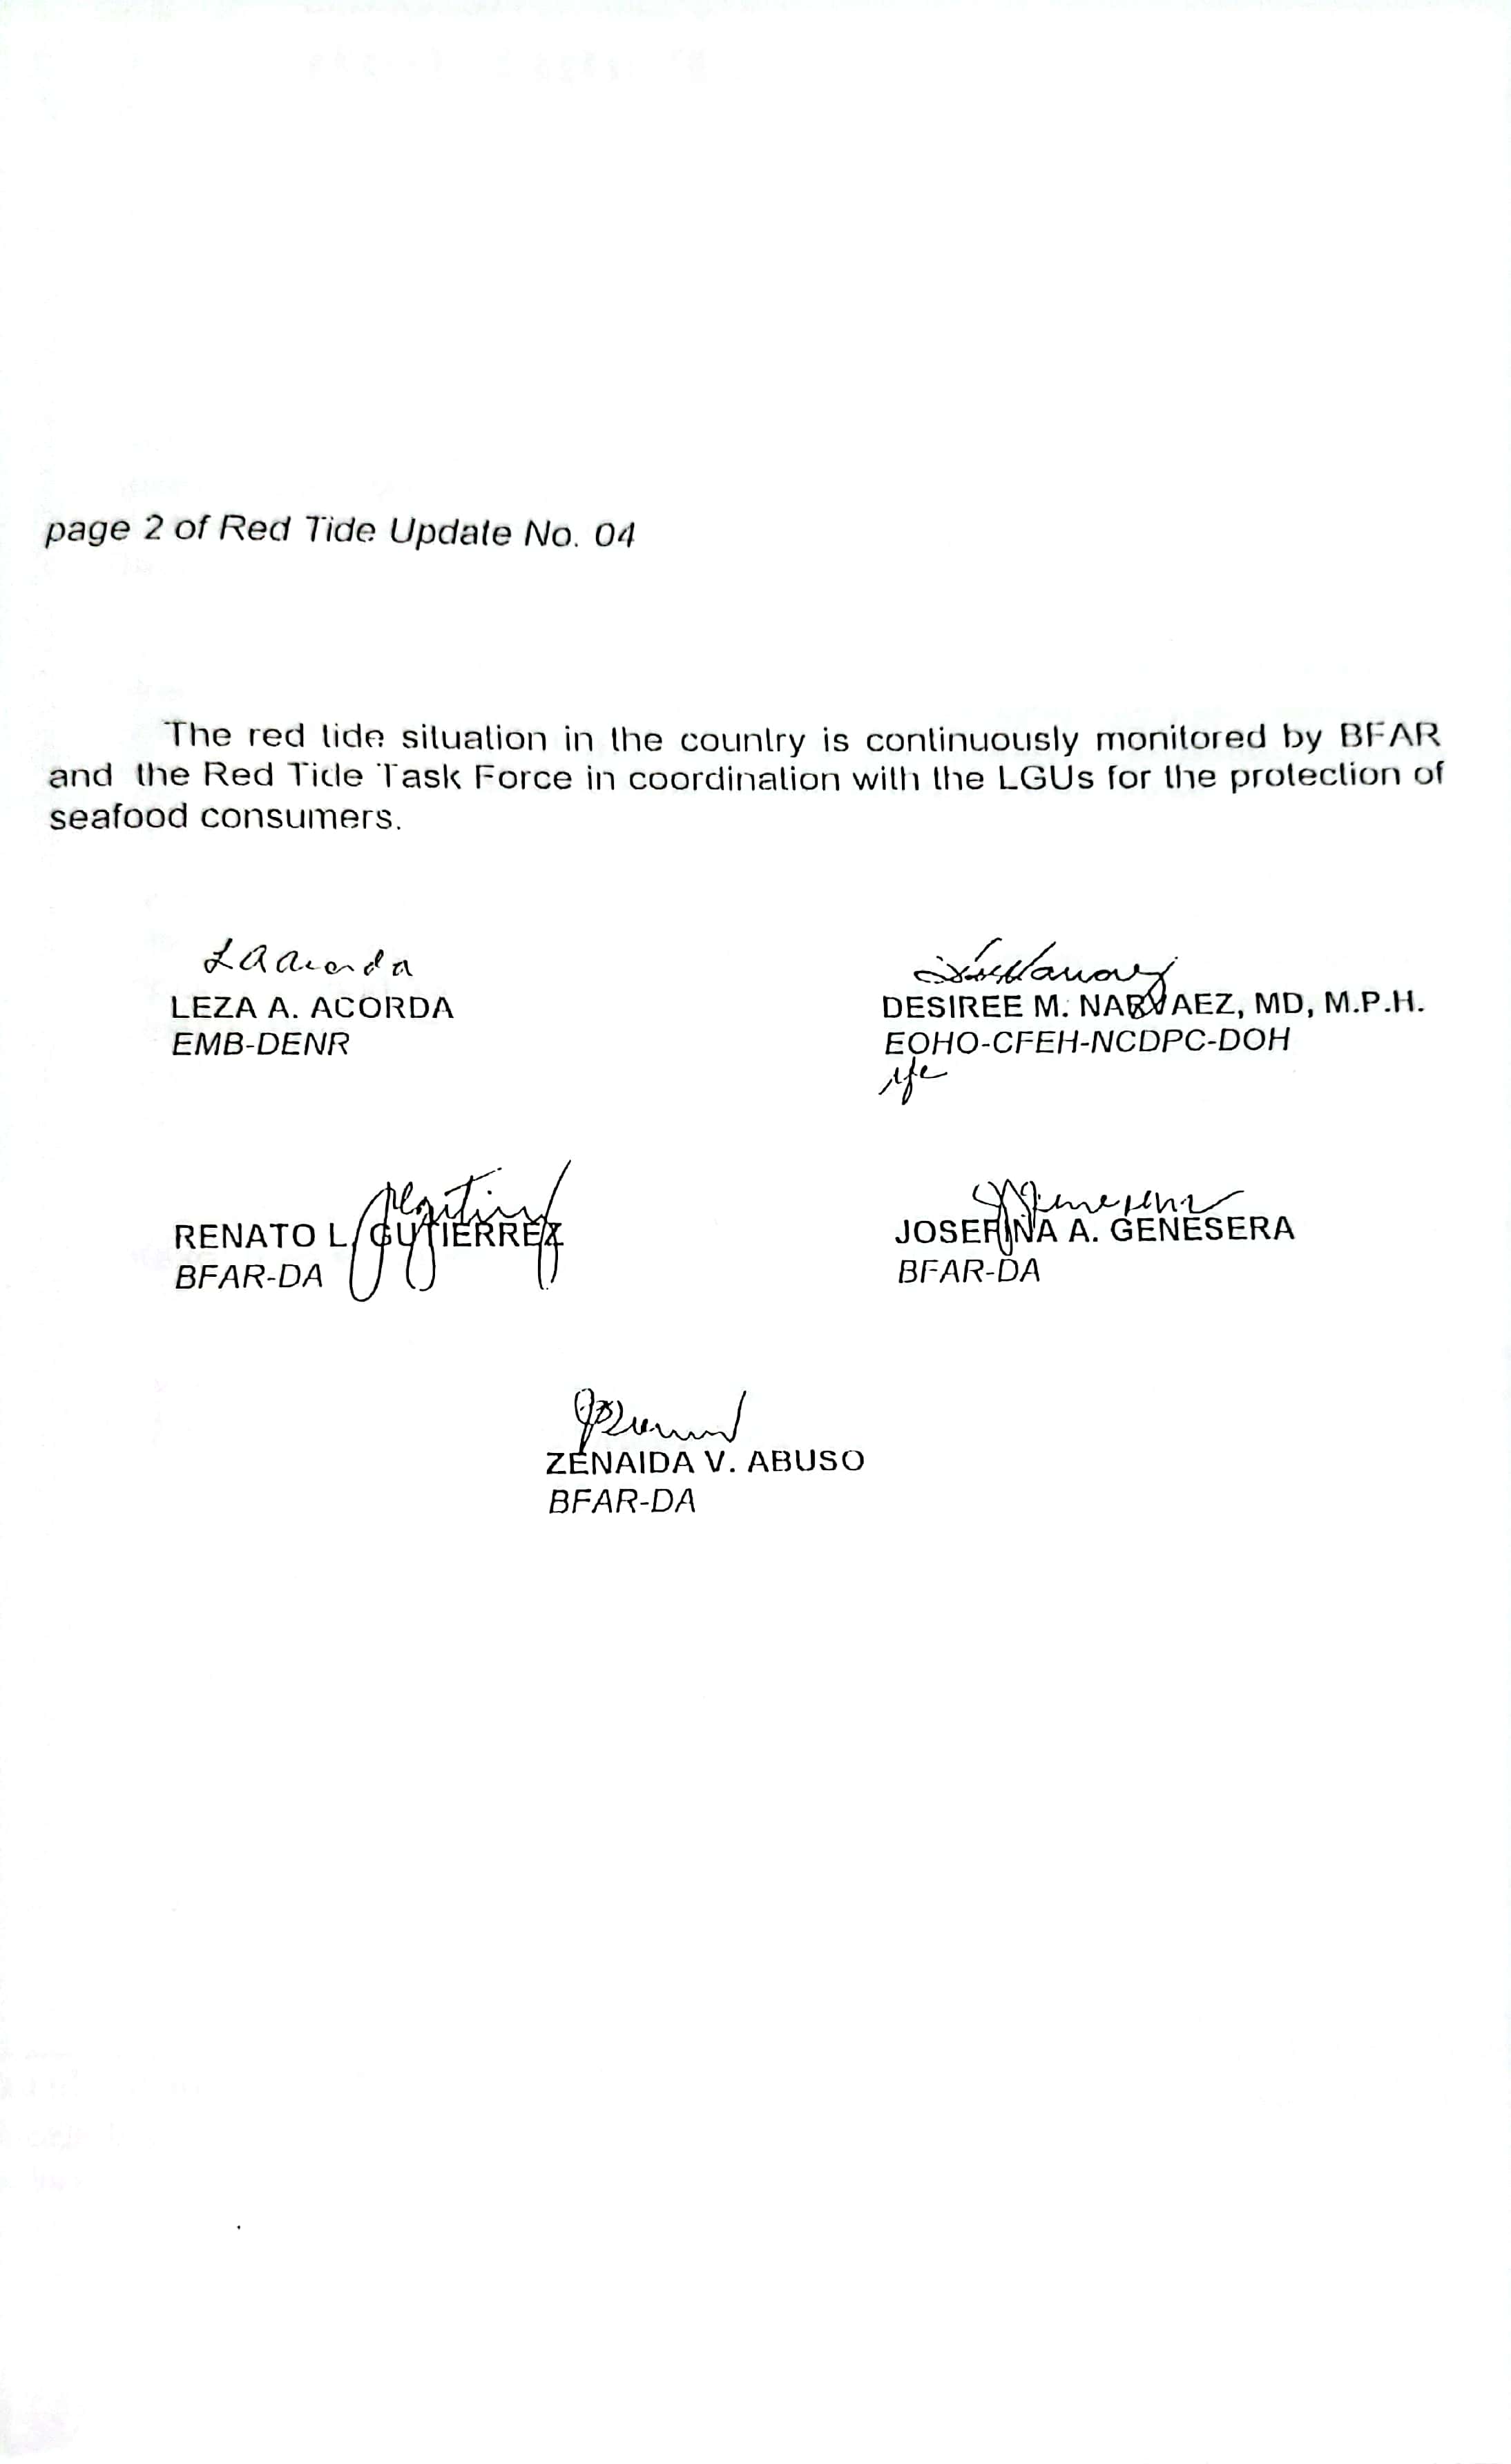 page 2 of Red Tide Update No. 04
The red tide situation in the country is continuously monitored by BFAR
and the Red Tide Task Force in coordination with the LGUs for the protection of
seafood consumers.
LEZA A. ACORDA
EMB-DENR
DESIREE M. NARVAEZ, MD, M.P.H.
EOHO-CFEH-NCDPC-DOH
RENATO L. GUTIERREZ
BFAR-DA
JOSEFINA A. GENESERA
BFAR-DA
ZENAIDA V. ABUSO
BFAR-DA